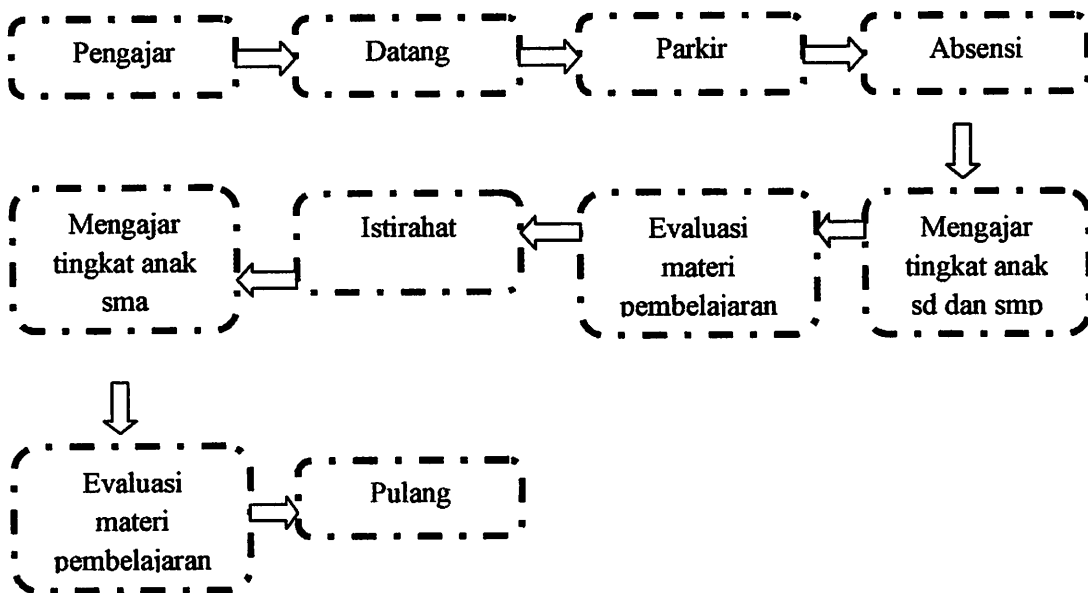 Pengajar
Datang
Parkir
Absensi
Mengajar
tingkat anak
sd dan smp
Evaluasi
materi
pembelajaran
Istirahat
Mengajar
tingkat anak
sma
Evaluasi
materi
pembelajaran
Pulang